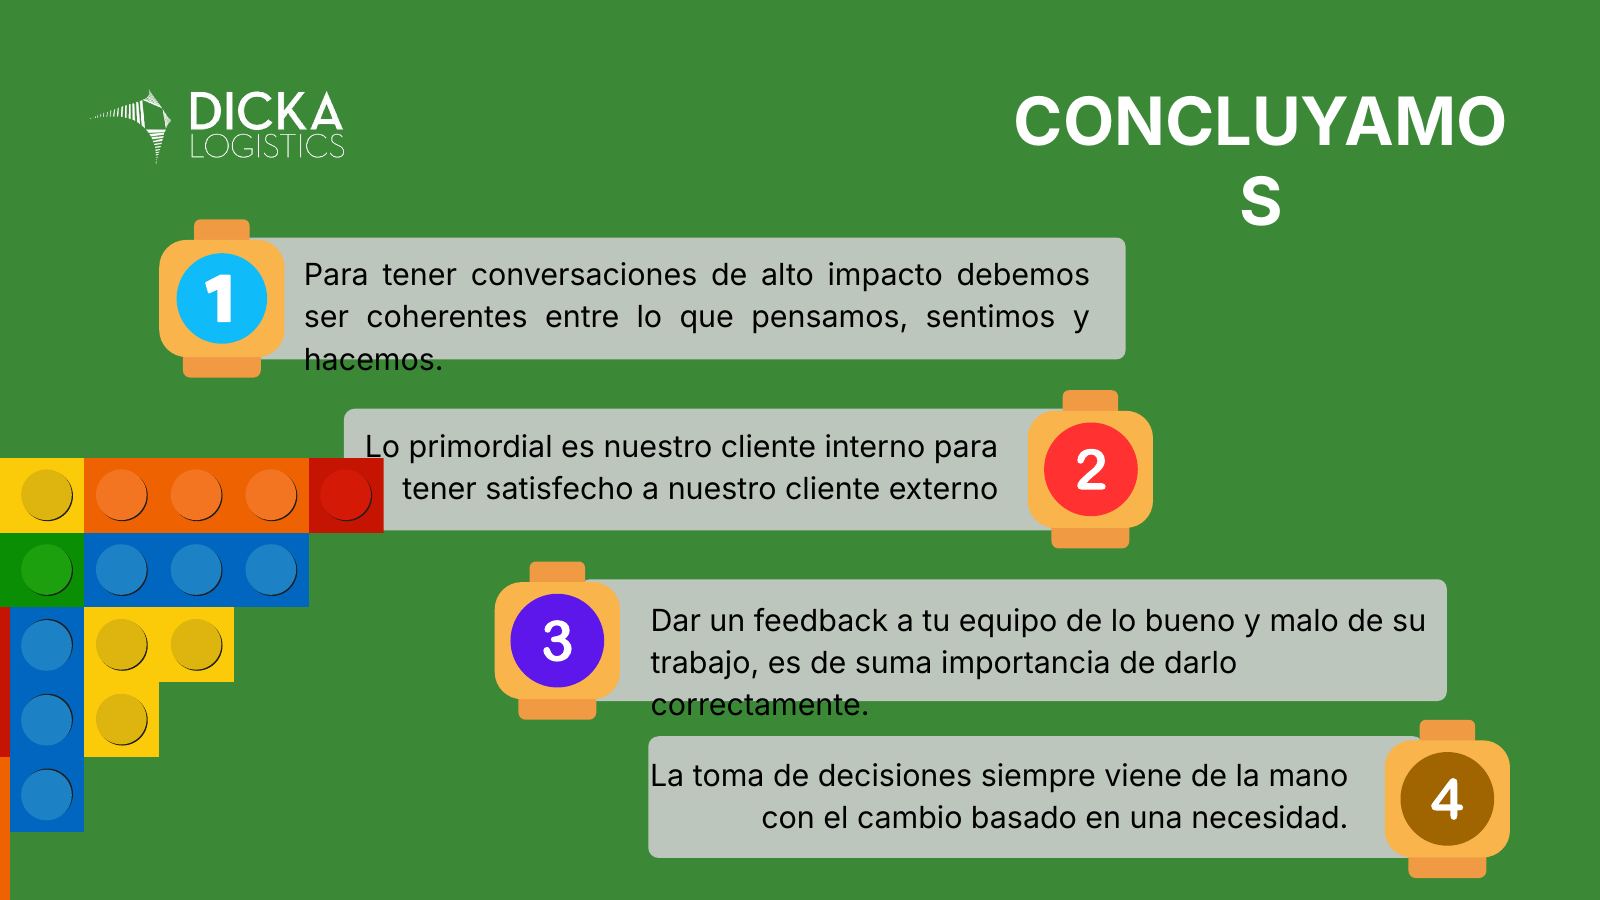 DICKA
LOGISTICS
CONCLUYAMO
S
1
Para tener conversaciones de alto impacto debemos
ser coherentes entre lo que pensamos, sentimos y
hacemos.
Lo primordial es nuestro cliente interno para
tener satisfecho a nuestro cliente externo
2
3
Dar un feedback a tu equipo de lo bueno y malo de su
trabajo, es de suma importancia de darlo
correctamente.
La toma de decisiones siempre viene de la mano
con el cambio basado en una necesidad.
4